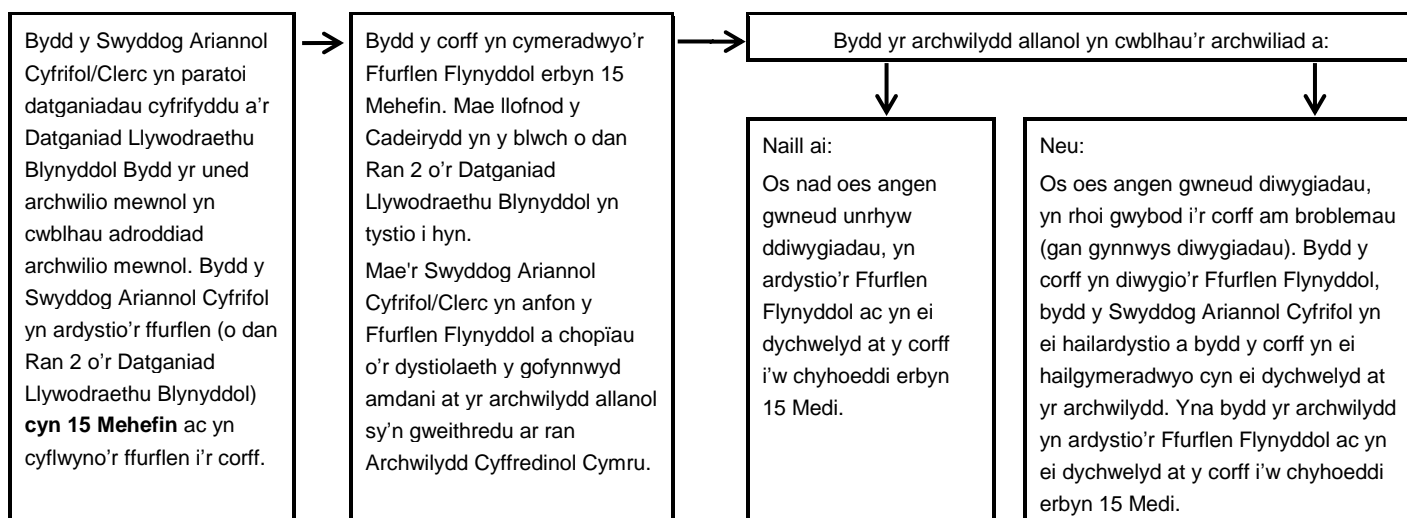 Bydd y Swyddog Ariannol
Cyfrifol/Clerc yn paratoi
datganiadau cyfrifyddu a'r
Datganiad Llywodraethu
Blynyddol Bydd yr uned
archwilio mewnol yn
cwblhau adroddiad
archwilio mewnol. Bydd y
Swyddog Ariannol Cyfrifol
yn ardystio'r ffurflen (o dan
Ran 2 o'r Datganiad
Llywodraethu Blynyddol)
cyn 15 Mehefin ac yn
cyflwyno'r ffurflen i'r corff.
Bydd y corff yn cymeradwyo'r
Ffurflen Flynyddol erbyn 15
Mehefin. Mae llofnod y
Cadeirydd yn y blwch o dan
Ran 2 o'r Datganiad
Llywodraethu Blynyddol yn
tystio i hyn.
Mae'r Swyddog Ariannol
Cyfrifol/Clerc yn anfon y
Ffurflen Flynyddol a chopïau
o'r dystiolaeth y gofynnwyd
amdani at yr archwilydd allanol
sy'n gweithredu ar ran
Archwilydd Cyffredinol Cymru.
Bydd yr archwilydd allanol yn cwblhau'r archwiliad a:
Naill ai:
Os nad oes angen
gwneud unrhyw
ddiwygiadau, yn
ardystio'r Ffurflen
Flynyddol ac yn ei
dychwelyd at y corff
i'w chyhoeddi erbyn
15 Medi.
Neu:
Os oes angen gwneud diwygiadau,
yn rhoi gwybod i'r corff am broblemau
(gan gynnwys diwygiadau). Bydd y
corff yn diwygio'r Ffurflen Flynyddol,
bydd y Swyddog Ariannol Cyfrifol yn
ei hailardystio a bydd y corff yn ei
hailgymeradwyo cyn ei dychwelyd at
yr archwilydd. Yna bydd yr archwilydd
yn ardystio'r Ffurflen Flynyddol ac yn
ei dychwelyd at y corff i'w chyhoeddi
erbyn 15 Medi.